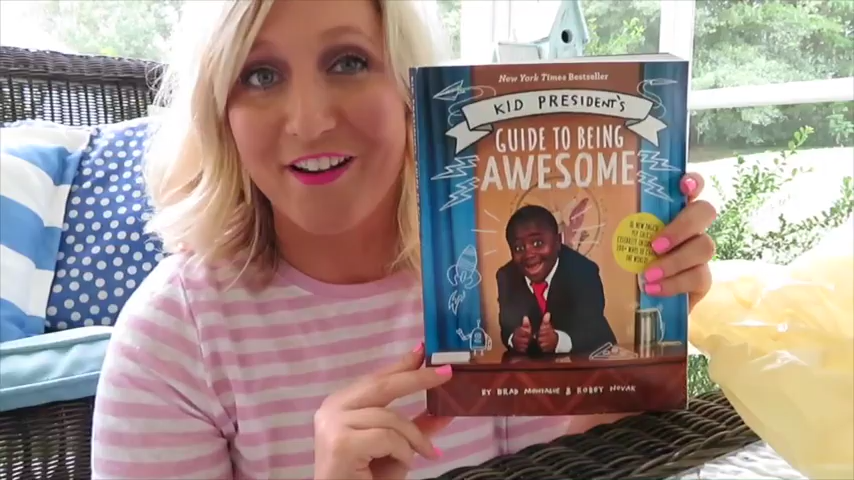 New York Times Bestseller
KID PRESIDENT'S
GUIDE TO BEING
AWESOME
BY BRAD MONTAGUE & ROBBY NOVAK